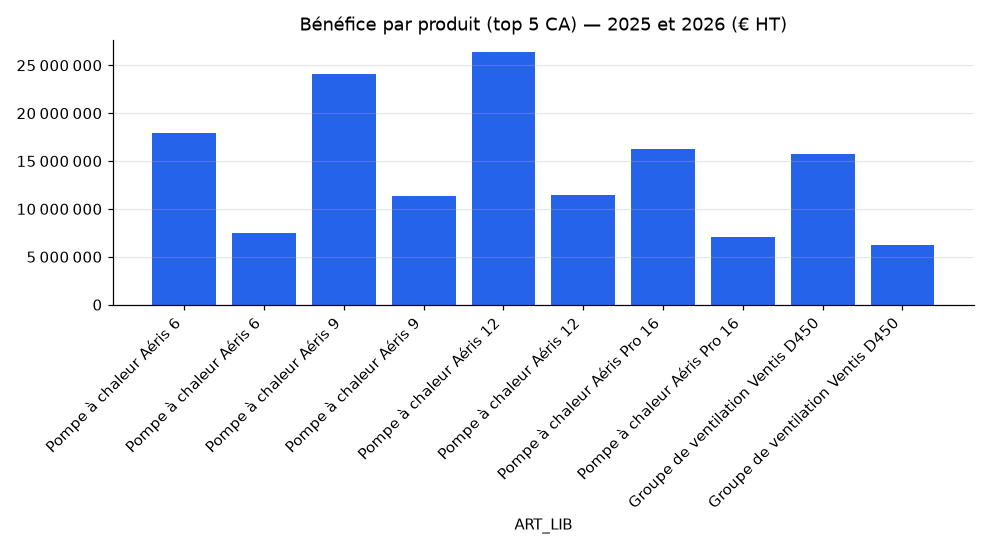 Bénéfice par produit (top 5 CA) — 2025 et 2026 (€ HT)
25 000 000
20 000 000
15 000 000
10 000 000
5 000 000
0
Pompe à chaleur Aéris 6
Pompe à chaleur Aéris 6
Pompe à chaleur Aéris 9
Pompe à chaleur Aéris 9
Pompe à chaleur Aéris 12
Pompe à chaleur Aéris 12
Pompe à chaleur Aéris Pro 16
Pompe à chaleur Aéris Pro 16
Groupe de ventilation Ventis D450
Groupe de ventilation Ventis D450
ART_LIB